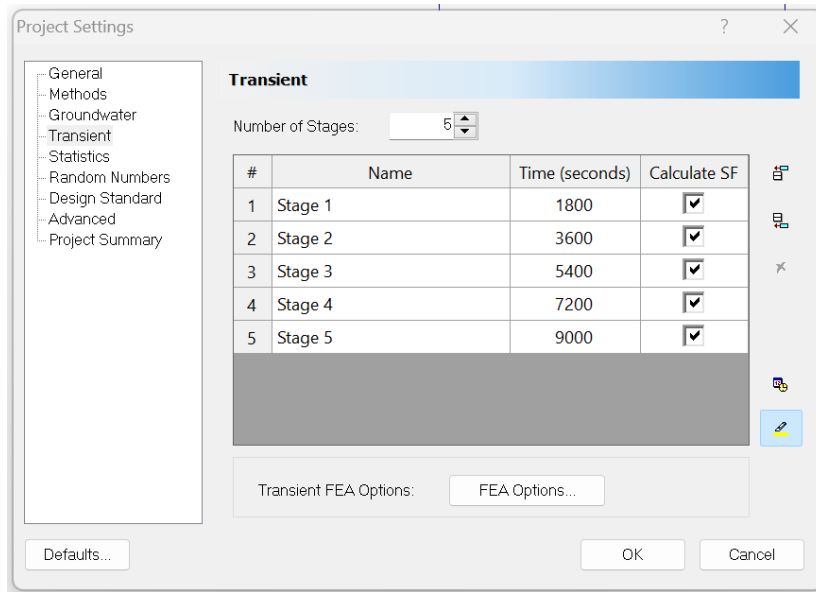 Project Settings ?
General
Methods
Groundwater
Transient
Statistics
Random Numbers
Design Standard
Advanced
Project Summary
Transient
Number of Stages: 5
# Name Time (seconds) Calculate SF
1 Stage 1 1800
2 Stage 2 3600
3 Stage 3 5400
4 Stage 4 7200
5 Stage 5 9000
Transient FEA Options: FEA Options...
Defaults... OK Cancel